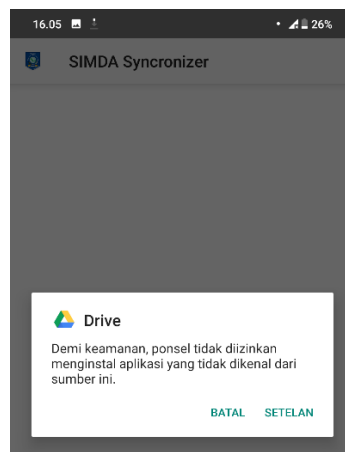 16.05 26%
SIMDA Syncronizer
Drive
Demi keamanan, ponsel tidak diizinkan
menginstal aplikasi yang tidak dikenal dari
sumber ini.
BATAL SETELAN